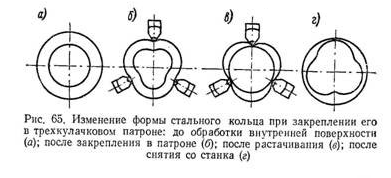 а) б) в) г)
Рис. 65. Изменение формы стального кольца при закреплении его
в трехкулачковом патроне: до обработки внутренней поверхности
(а); после закрепления в патроне (б); после растачивания (в); после
снятия со станка (г)